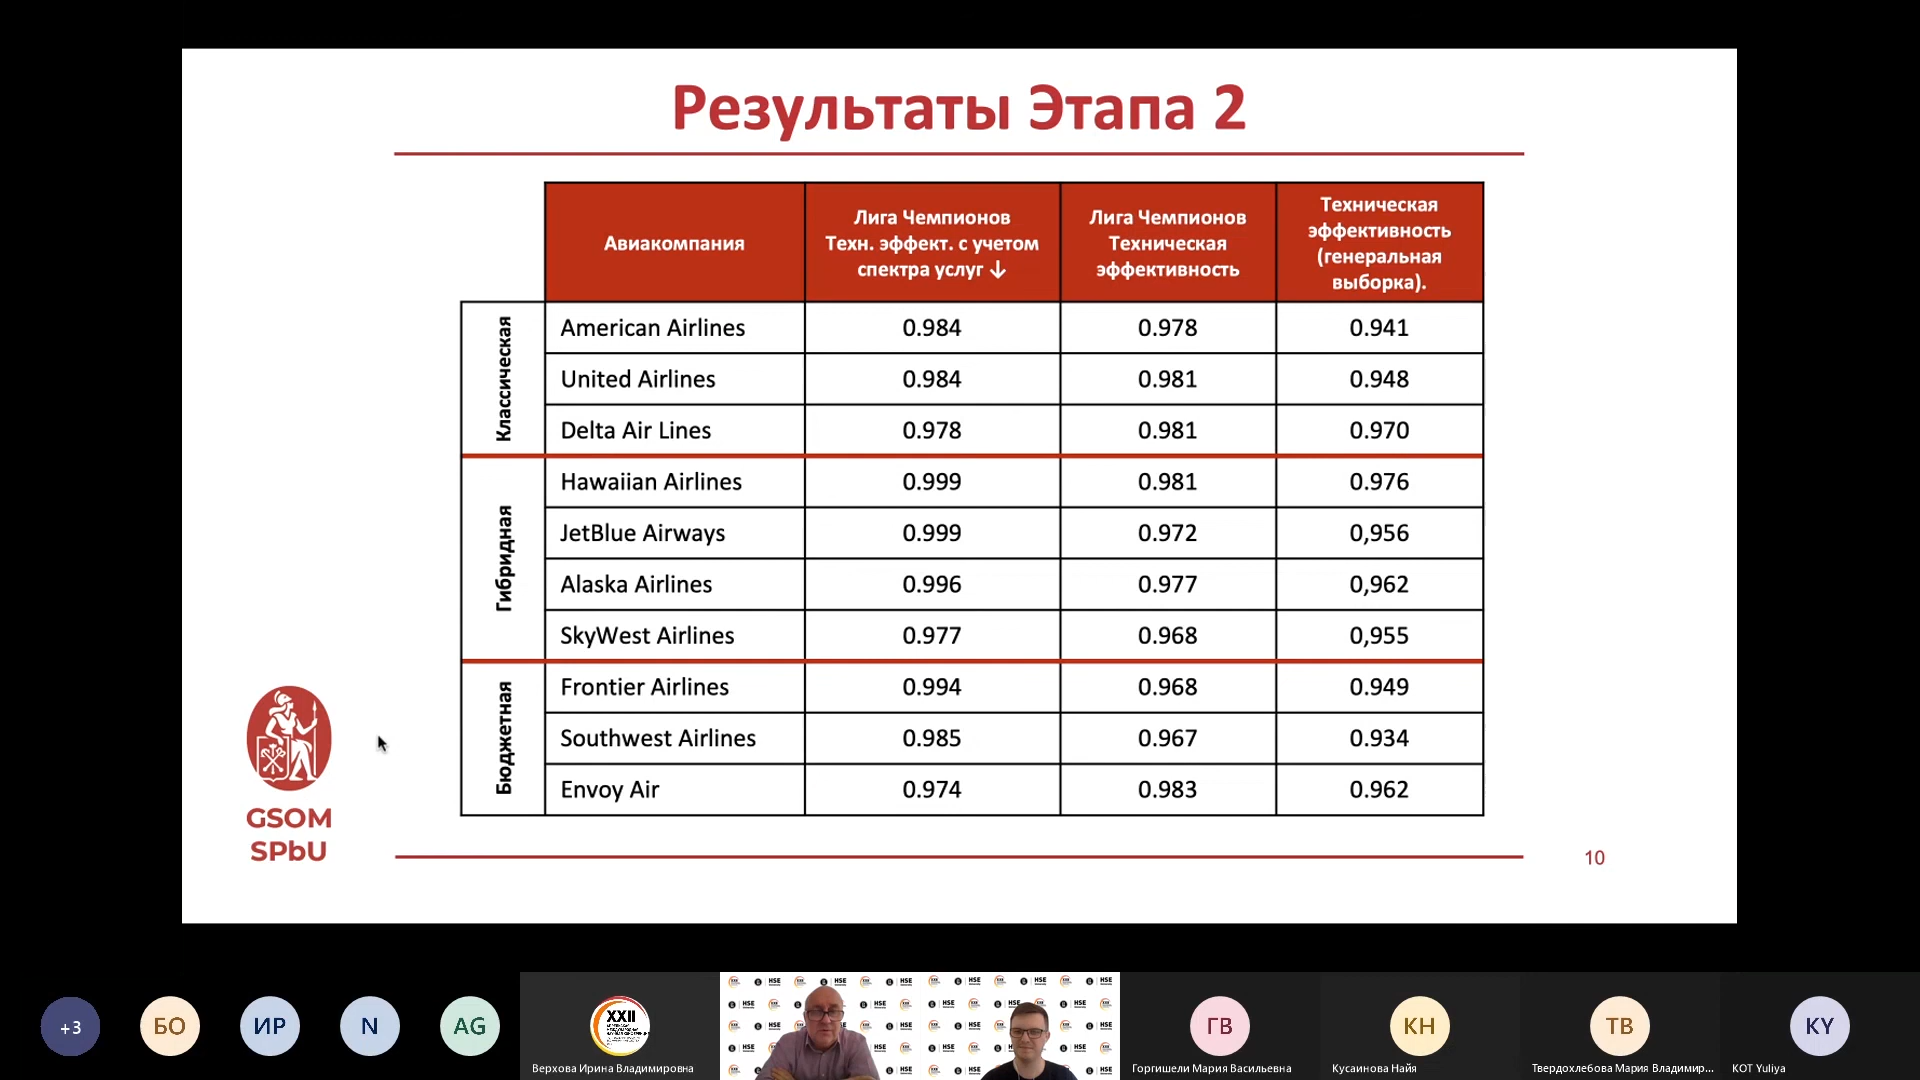 Результаты Этапа 2
Авиакомпания
Лига Чемпионов
Техн. эффект. с учетом
спектра услуг ↓
Лига Чемпионов
Техническая
эффективность
Техническая
эффективность
(генеральная
выборка).
Классическая
American Airlines 0.984 0.978 0.941
United Airlines 0.984 0.981 0.948
Delta Air Lines 0.978 0.981 0.970
Гибридная
Hawaiian Airlines 0.999 0.981 0.976
JetBlue Airways 0.999 0.972 0,956
Alaska Airlines 0.996 0.977 0,962
SkyWest Airlines 0.977 0.968 0,955
Бюджетная
Frontier Airlines 0.994 0.968 0.949
Southwest Airlines 0.985 0.967 0.934
Envoy Air 0.974 0.983 0.962
GSOM
SPbU
10
+3
БО
ИР
N
AG
XXII
Верхова Ирина Владимировна
HSE
ГВ
Горгишели Мария Васильевна
КН
Кусаинова Найя
ТВ
Твердохлебова Мария Владимир...
KY
KOT Yuliya